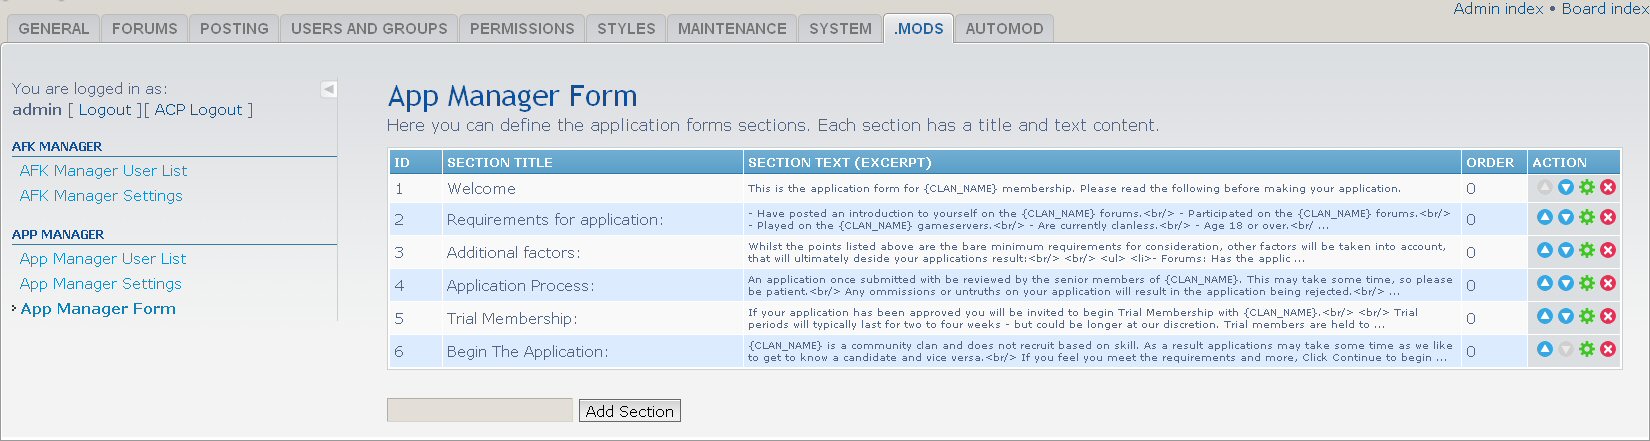 Admin index • Board index
GENERAL FORUMS POSTING USERS AND GROUPS PERMISSIONS STYLES MAINTENANCE SYSTEM .MODS AUTOMOD
You are logged in as:
admin [ Logout ][ ACP Logout ]
AFK MANAGER
AFK Manager User List
AFK Manager Settings
APP MANAGER
App Manager User List
App Manager Settings
App Manager Form
App Manager Form
Here you can define the application forms sections. Each section has a title and text content.
ID SECTION TITLE SECTION TEXT (EXCERPT) ORDER ACTION
1 Welcome This is the application form for {CLAN_NAME} membership. Please read the following before making your application. 0
2 Requirements for application: - Have posted an introduction to yourself on the {CLAN_NAME} forums.<br/> - Participated on the {CLAN_NAME} forums.<br/> 0
- Played on the {CLAN_NAME} gameservers.<br/> - Are currently clanless.<br/> - Age 18 or over.<br/ ...
3 Additional factors: Whilst the points listed above are the bare minimum requirements for consideration, other factors will be taken into account, 0
that will ultimately deside your applications result:<br/> <br/> <ul> <li>- Forums: Has the applic ...
4 Application Process: An application once submitted with be reviewed by the senior members of {CLAN_NAME}. This may take some time, so please 0
be patient.<br/> Any ommissions or untruths on your application will result in the application being rejected.<br/> ...
5 Trial Membership: If your application has been approved you will be invited to begin Trial Membership with {CLAN_NAME}.<br/> <br/> Trial 0
periods will typically last for two to four weeks - but could be longer at our discretion. Trial members are held to ...
6 Begin The Application: {CLAN_NAME} is a community clan and does not recruit based on skill. As a result applications may take some time as we like 0
to get to know a candidate and vice versa.<br/> If you feel you meet the requirements and more, Click Continue to begin ...
Add Section